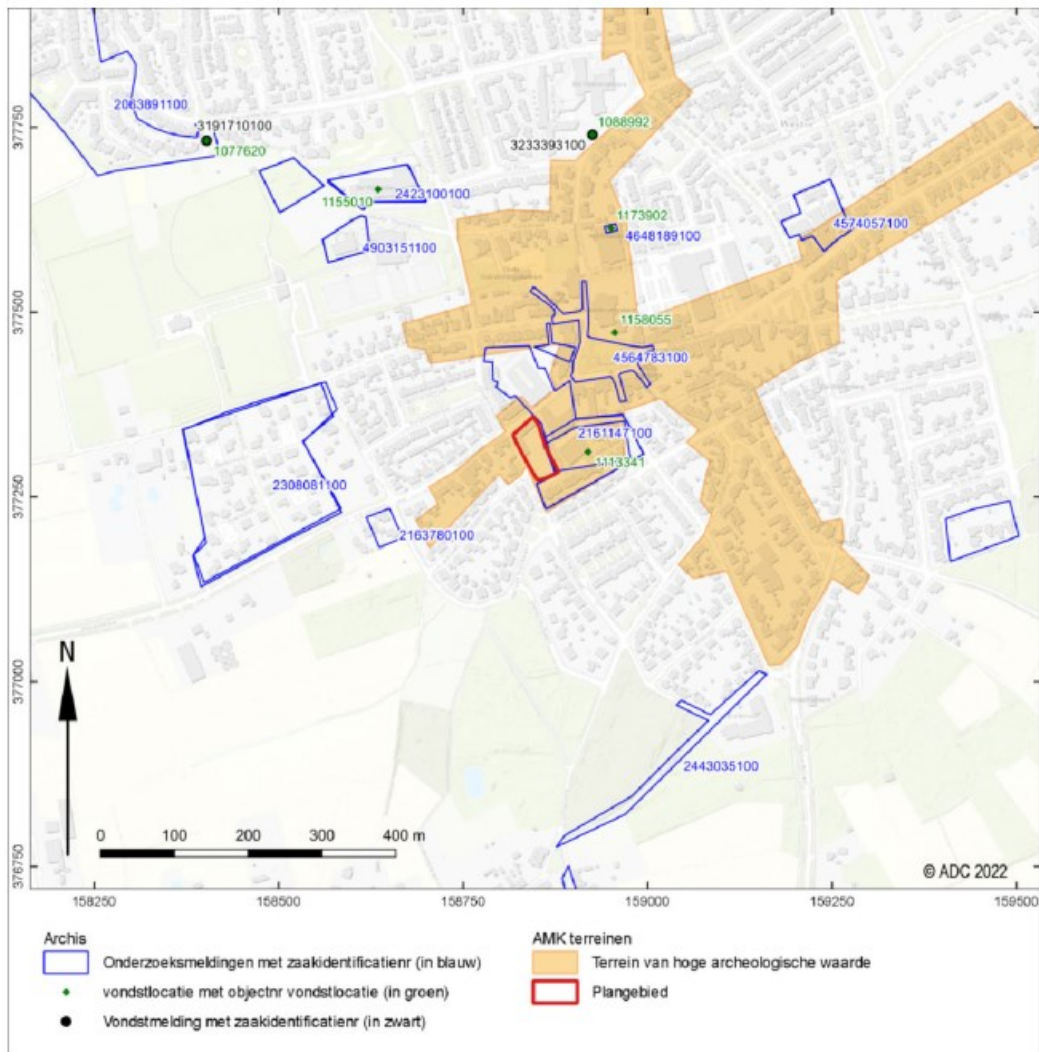 2063891100
3191710100
1077620
1088992
3233393100
1155010
2423100100
4903151100
1173902
4648189100
4574057100
1158055
4564783100
2161147100
1113341
2308081100
2163780100
2443035100
377750
377500
377250
377000
376750
N
0 100 200 300 400 m
© ADC 2022
158250 158500 158750 159000 159250 159500
Archis
Onderzoeksmeldingen met zaakidentificatienr (in blauw)
vondstlocatie met objectnr vondstlocatie (in groen)
Vondstmelding met zaakidentificatienr (in zwart)
AMK terreinen
Terrein van hoge archeologische waarde
Plangebied